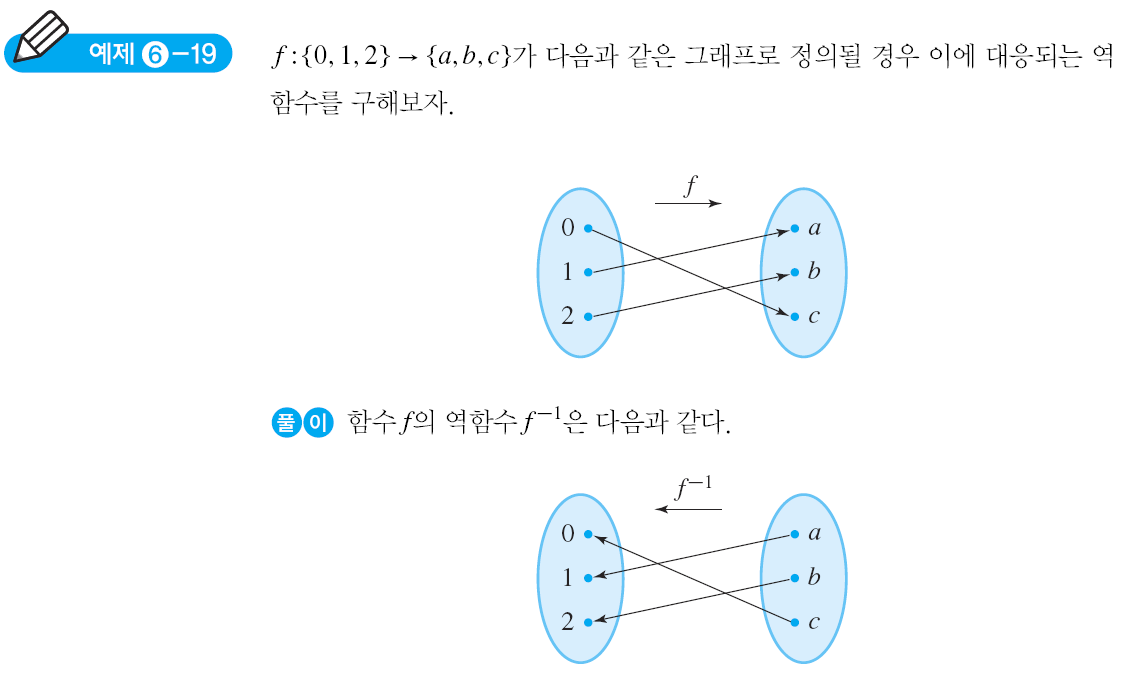 예제 6-19
f:{0, 1, 2} → {a, b, c}가 다음과 같은 그래프로 정의될 경우 이에 대응되는 역
함수를 구해보자.
f
0 a
1 b
2 c
풀이 함수 f의 역함수 f⁻¹은 다음과 같다.
f⁻¹
0 a
1 b
2 c